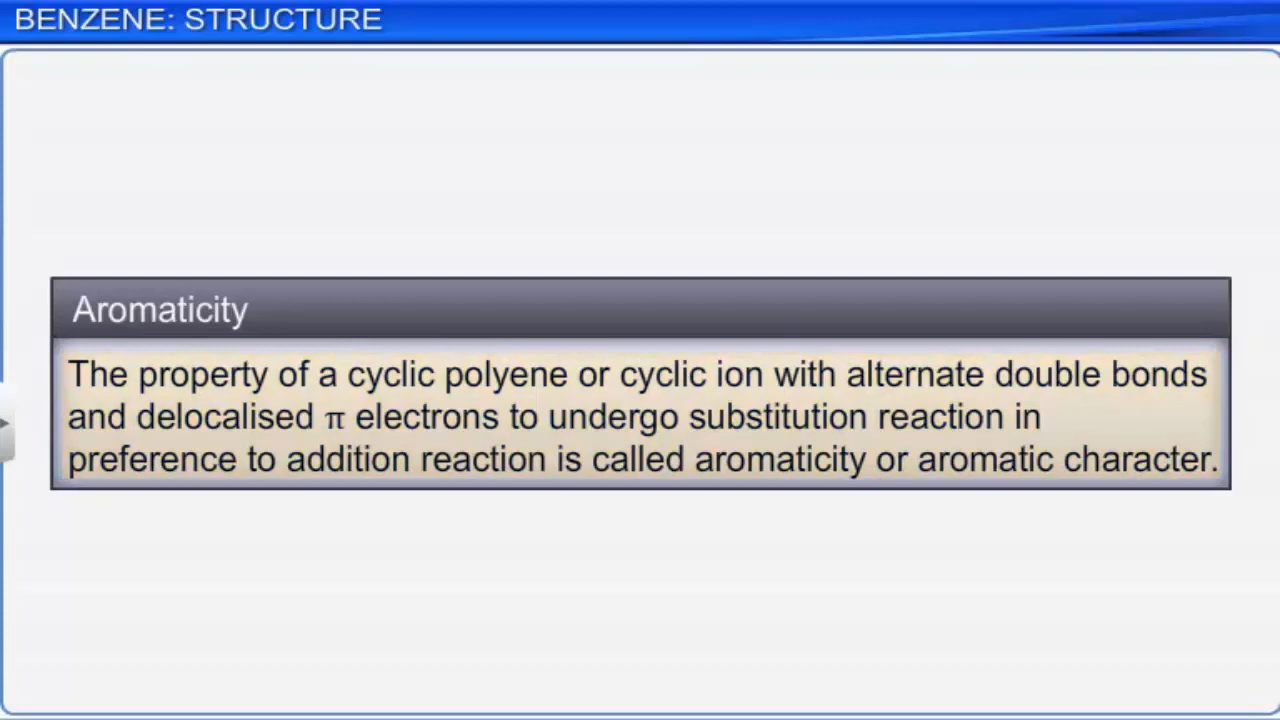 BENZENE: STRUCTURE
Aromaticity
The property of a cyclic polyene or cyclic ion with alternate double bonds
and delocalised π electrons to undergo substitution reaction in
preference to addition reaction is called aromaticity or aromatic character.